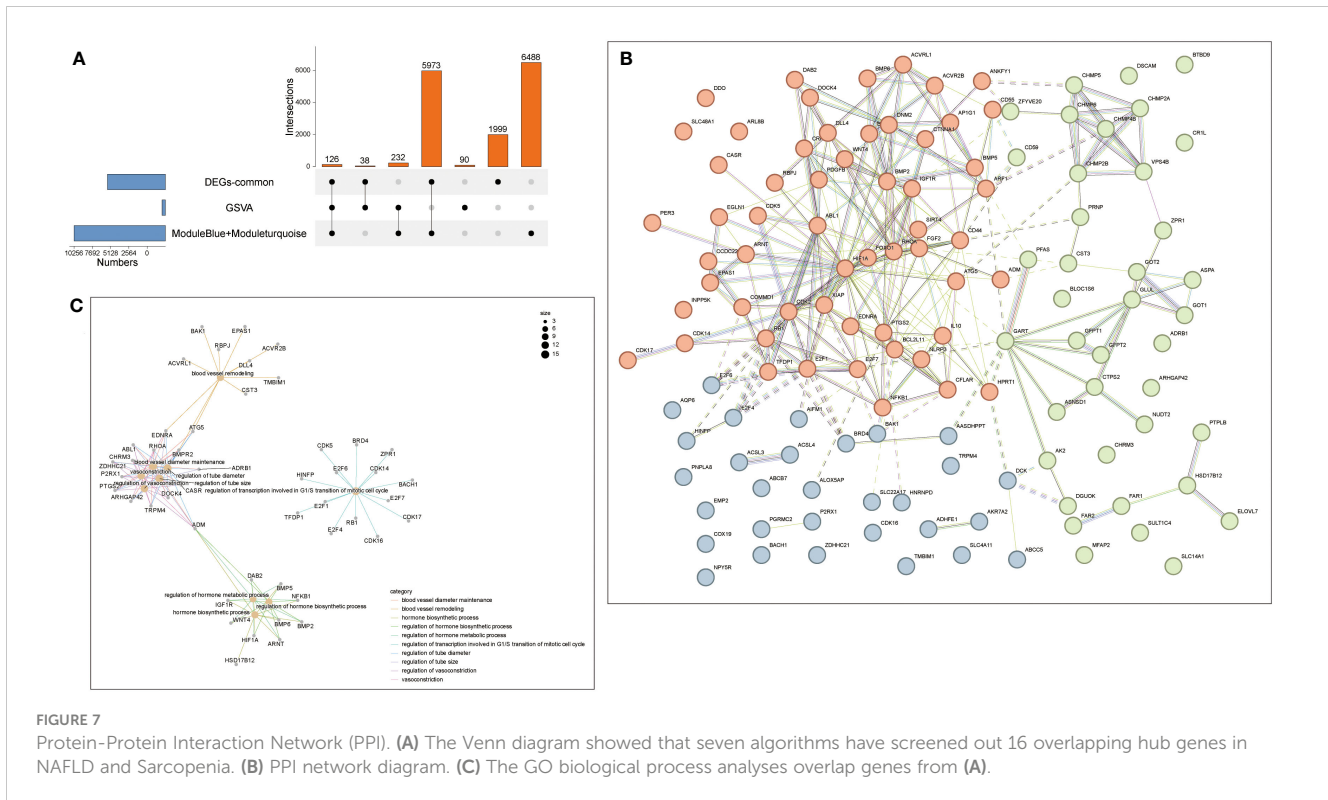 A
Intersections
6000
4000
2000
0
126
38
232
5973
90
1999
6488
DEGs-common
GSVA
ModuleBlue+Moduleturquoise
10256 7692 5128 2564 0
Numbers
B
ACVRL1
BMP6
DAB2
ACVR2B
ANKFY1
DOCK4
DDO
SLC48A1
ARL8B
DLL4
DNM2
AP1G1
CD55
ZFYVE20
CTNNA1
WNT4
CASR
RBPJ
PDGFB
BMP2
IGF1R
BMP5
ARF1
CD59
BTBD9
DSCAM
CHMP5
CHMP2A
CHMP6
CHMP4B
CR1L
CHMP2B
VPS4B
PER3
EGLN1
CDK5
ABL1
SIRT4
CD44
PRNP
ZPR1
CCDC22
ARNT
FOXO1
RHOA
FGF2
HIF1A
EPAS1
ATG5
ADM
PFAS
CST3
GOT2
ASPA
INPP5K
COMMD1
XIAP
CDK2
BLOC1S6
GLUL
GOT1
RB1
EDNRA
PTGS2
IL10
CDK14
BCL2L11
NLRP3
CDK17
TFDP1
E2F1
E2F7
CFLAR
HPRT1
NFKB1
GART
GFPT1
GFPT2
ADRB1
CTPS2
ARHGAP42
ASNSD1
NUDT2
E2F6
AQP6
E2F4
AIFM1
HINFP
BRD4
BAK1
AASDHPPT
CHRM3
PTPLB
PNPLA8
ACSL3
ACSL4
TRPM4
AK2
DCK
HSD17B12
ABCB7
ALOX5AP
SLC22A17
HNRNPD
DGUOK
FAR1
ELOVL7
EMP2
FAR2
SULT1C4
PGRMC2
P2RX1
CDK16
ADHFE1
AKR7A2
COX19
BACH1
ZDHHC21
SLC4A11
MFAP2
NPY5R
TMBIM1
ABCC5
SLC14A1
C
size
3
6
9
12
15
BAK1
EPAS1
RBPJ
ACVR2B
ACVRL1
DLL4
blood vessel remodeling
TMBIM1
CST3
EDNRA
ATG5
ABL1
RHOA
CHRM3
BMPR2
blood vessel diameter maintenance
ZDHHC21
ADRB1
vasoconstriction
regulation of tube diameter
P2RX1
regulation of vasoconstriction
regulation of tube size
PTGS2
CASR
DOCK4
ARHGAP42
TRPM4
ADM
BRD4
CDK5
ZPR1
E2F6
CDK14
HINFP
regulation of transcription involved in G1/S transition of mitotic cell cycle
BACH1
E2F7
E2F1
TFDP1
CDK17
RB1
E2F4
CDK16
DAB2
BMP5
regulation of hormone metabolic process
NFKB1
IGF1R
regulation of hormone biosynthetic process
hormone biosynthetic process
WNT4
BMP6
BMP2
HIF1A
ARNT
HSD17B12
category
blood vessel diameter maintenance
blood vessel remodeling
hormone biosynthetic process
regulation of hormone biosynthetic process
regulation of hormone metabolic process
regulation of transcription involved in G1/S transition of mitotic cell cycle
regulation of tube diameter
regulation of tube size
regulation of vasoconstriction
vasoconstriction
FIGURE 7
Protein-Protein Interaction Network (PPI). (A) The Venn diagram showed that seven algorithms have screened out 16 overlapping hub genes in
NAFLD and Sarcopenia. (B) PPI network diagram. (C) The GO biological process analyses overlap genes from (A).